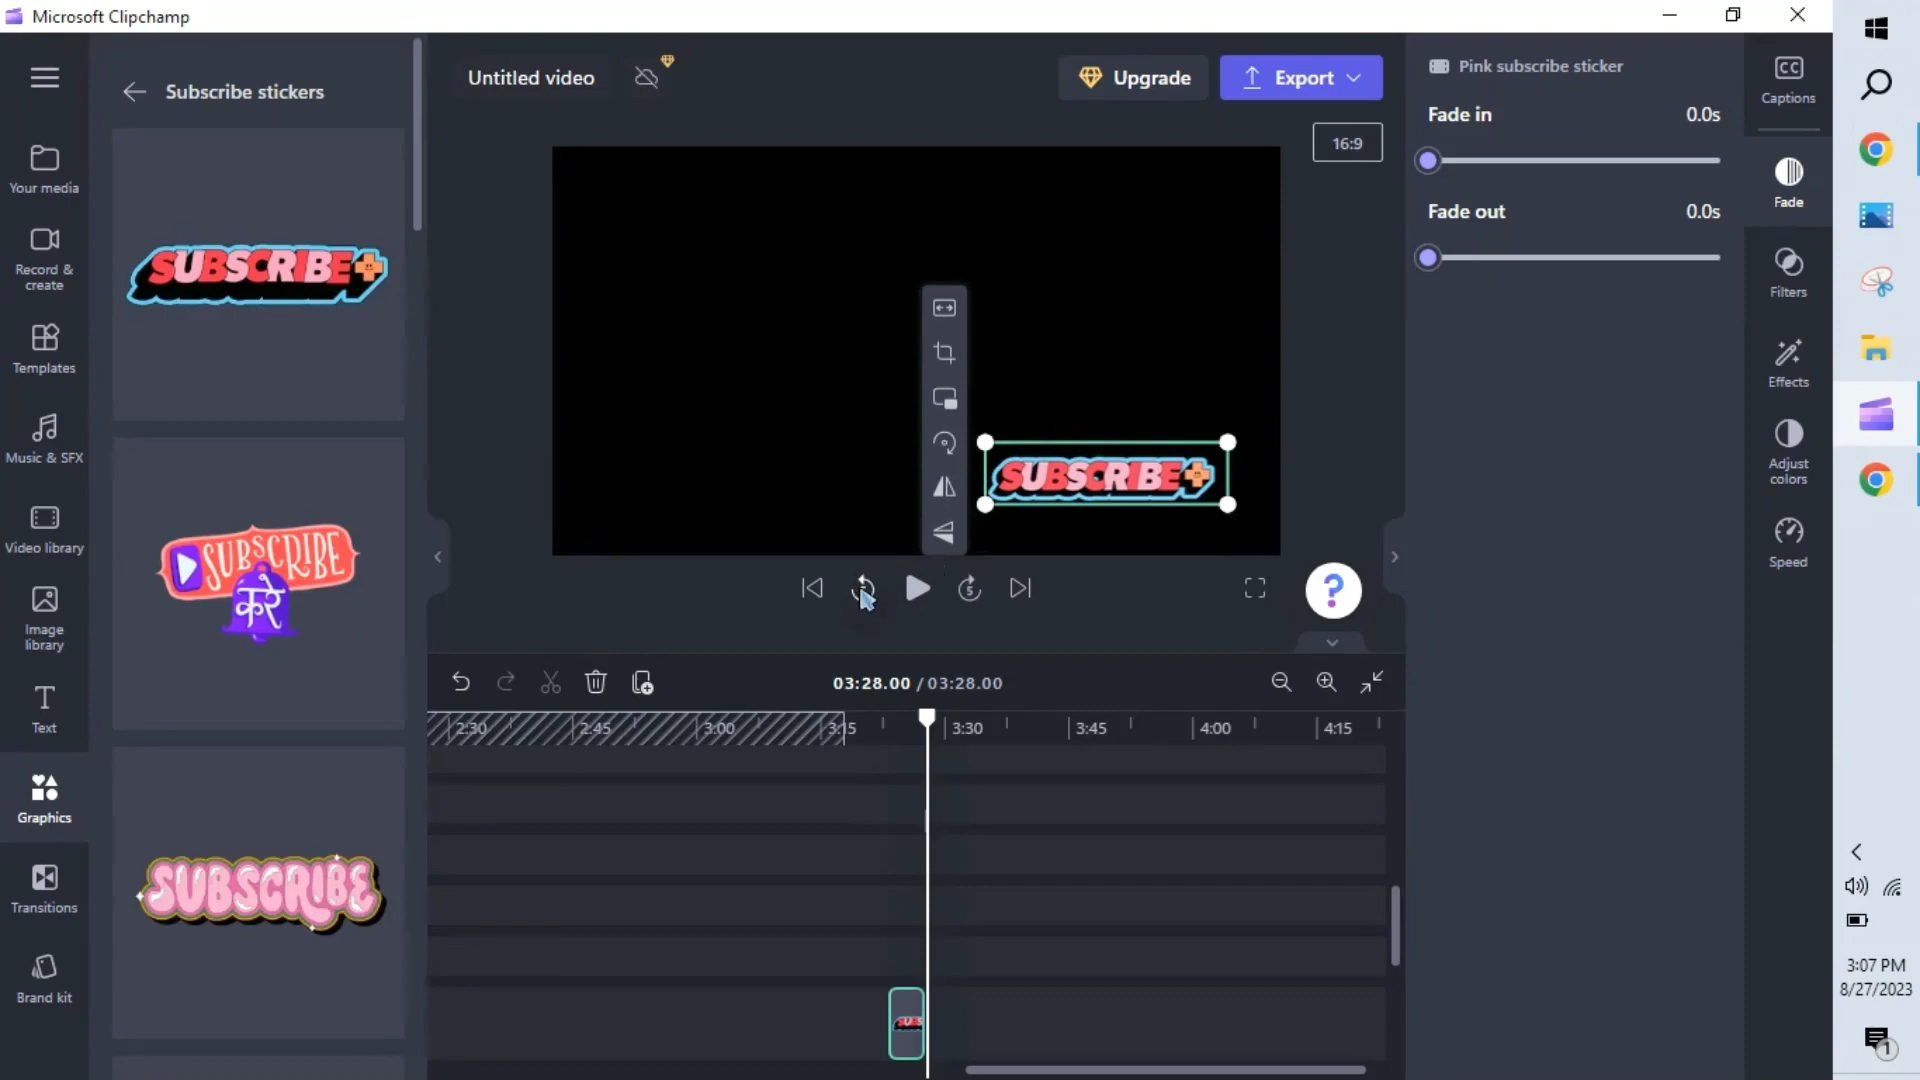 Microsoft Clipchamp
Subscribe stickers
Untitled video
Upgrade
Export
Pink subscribe sticker
CC
Captions
Fade in
0.0s
16:9
Your media
Fade
Fade out
0.0s
SUBSCRIBE
Record &
create
Filters
Templates
Effects
Music & SFX
Adjust
colors
SUBSCRIBE
SUBSCRIBE
करे
Video library
Speed
5
?
Image
library
03:28.00 / 03:28.00
T
Text
2:30
2:45
3:00
3:15
3:30
3:45
4:00
4:15
Graphics
SUBSCRIBE
Transitions
3:07 PM
8/27/2023
Brand kit
SUBS
1